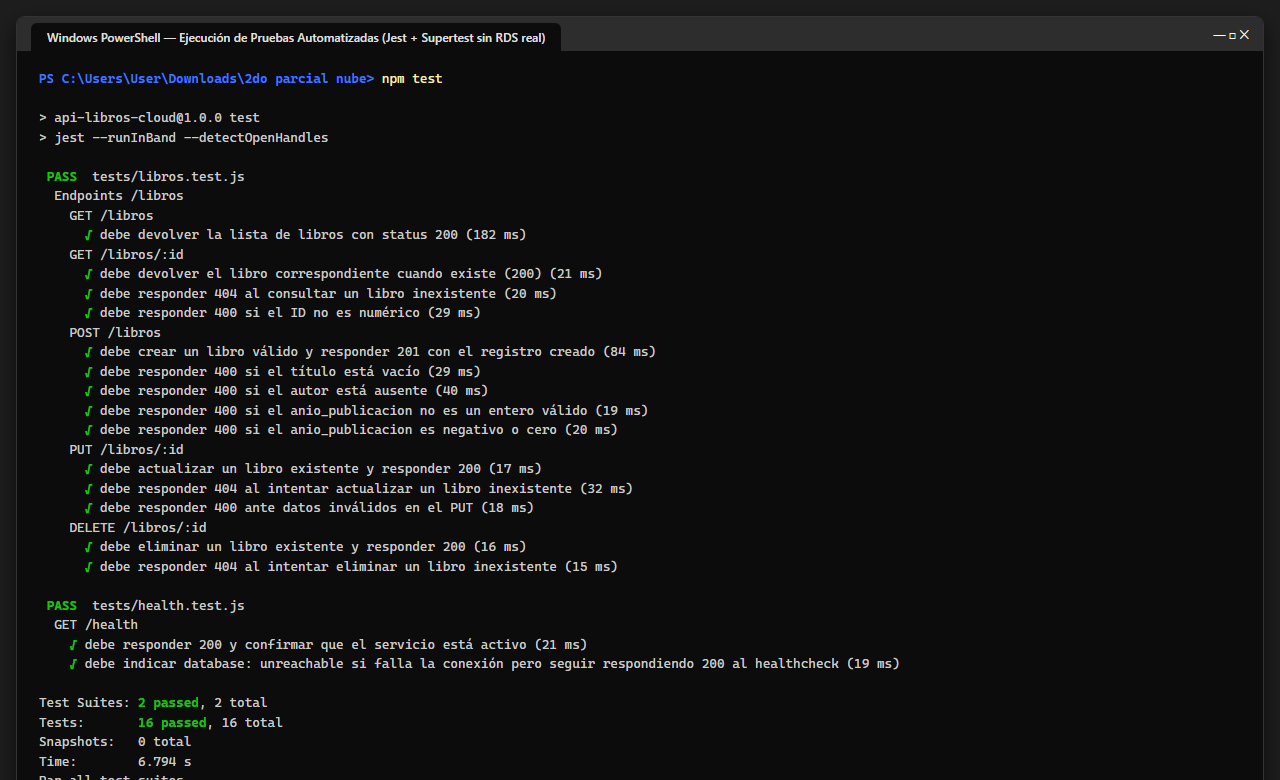 Windows PowerShell — Ejecución de Pruebas Automatizadas (Jest + Supertest sin RDS real)
PS C:\Users\User\Downloads\2do parcial nube> npm test
> api-libros-cloud@1.0.0 test
> jest --runInBand --detectOpenHandles
PASS tests/libros.test.js
Endpoints /libros
GET /libros
√ debe devolver la lista de libros con status 200 (182 ms)
GET /libros/:id
√ debe devolver el libro correspondiente cuando existe (200) (21 ms)
√ debe responder 404 al consultar un libro inexistente (20 ms)
√ debe responder 400 si el ID no es numérico (29 ms)
POST /libros
√ debe crear un libro válido y responder 201 con el registro creado (84 ms)
√ debe responder 400 si el título está vacío (29 ms)
√ debe responder 400 si el autor está ausente (40 ms)
√ debe responder 400 si el anio_publicacion no es un entero válido (19 ms)
√ debe responder 400 si el anio_publicacion es negativo o cero (20 ms)
PUT /libros/:id
√ debe actualizar un libro existente y responder 200 (17 ms)
√ debe responder 404 al intentar actualizar un libro inexistente (32 ms)
√ debe responder 400 ante datos inválidos en el PUT (18 ms)
DELETE /libros/:id
√ debe eliminar un libro existente y responder 200 (16 ms)
√ debe responder 404 al intentar eliminar un libro inexistente (15 ms)
PASS tests/health.test.js
GET /health
√ debe responder 200 y confirmar que el servicio está activo (21 ms)
√ debe indicar database: unreachable si falla la conexión pero seguir respondiendo 200 al healthcheck (19 ms)
Test Suites: 2 passed, 2 total
Tests: 16 passed, 16 total
Snapshots: 0 total
Time: 6.794 s
Ran all test suites